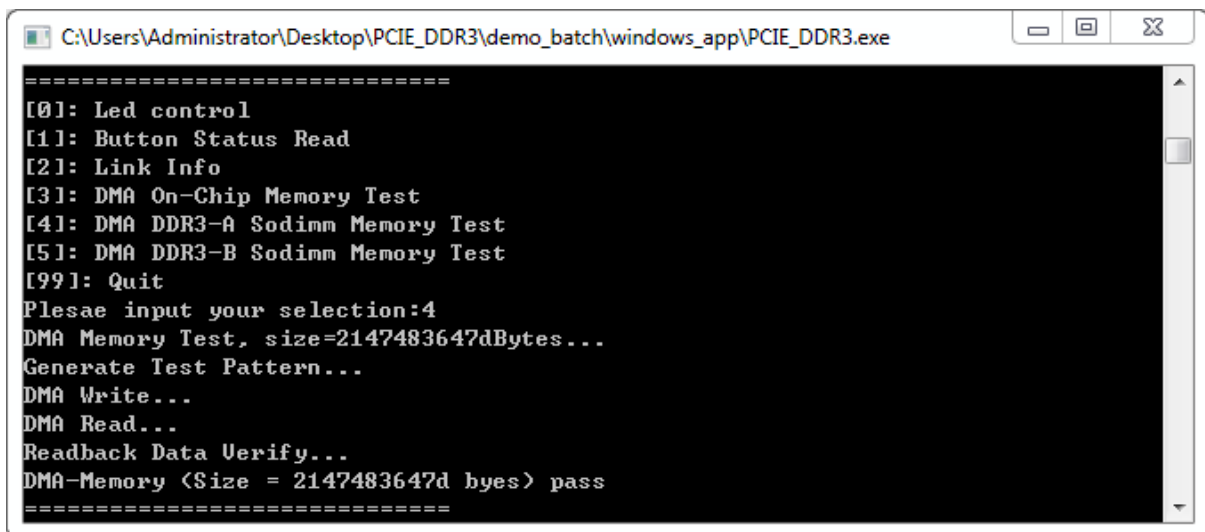 C:\Users\Administrator\Desktop\PCIE_DDR3\demo_batch\windows_app\PCIE_DDR3.exe
==============================
[0]: Led control
[1]: Button Status Read
[2]: Link Info
[3]: DMA On-Chip Memory Test
[4]: DMA DDR3-A Sodimm Memory Test
[5]: DMA DDR3-B Sodimm Memory Test
[99]: Quit
Plesae input your selection:4
DMA Memory Test, size=2147483647dBytes...
Generate Test Pattern...
DMA Write...
DMA Read...
Readback Data Verify...
DMA-Memory (Size = 2147483647d byes) pass
==============================